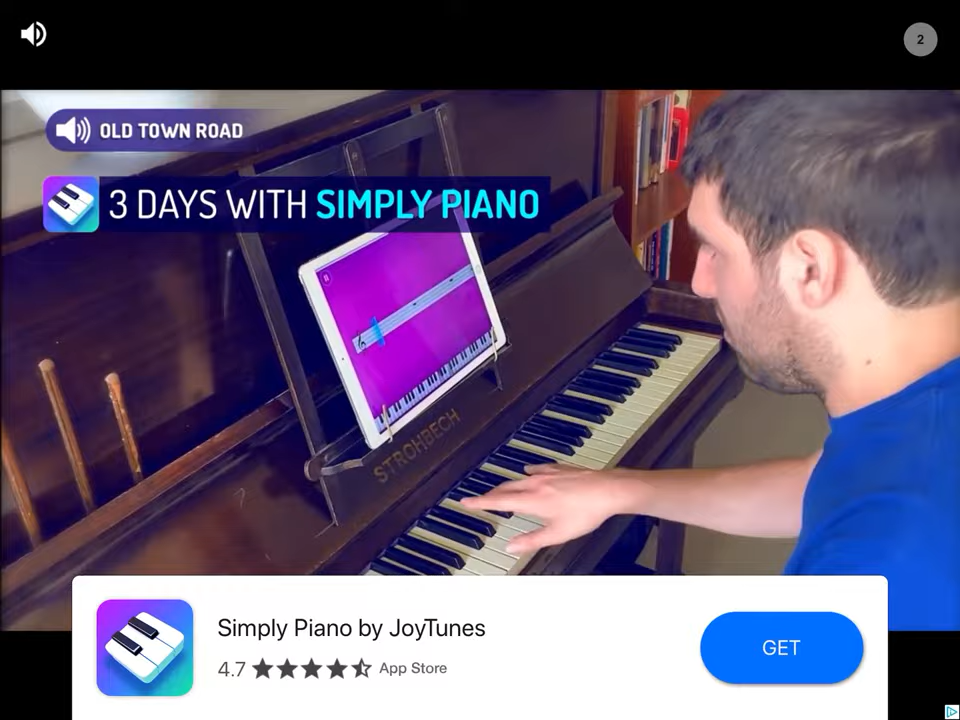 2
OLD TOWN ROAD
3 DAYS WITH SIMPLY PIANO
STROHBECH
Simply Piano by JoyTunes
4.7 App Store
GET